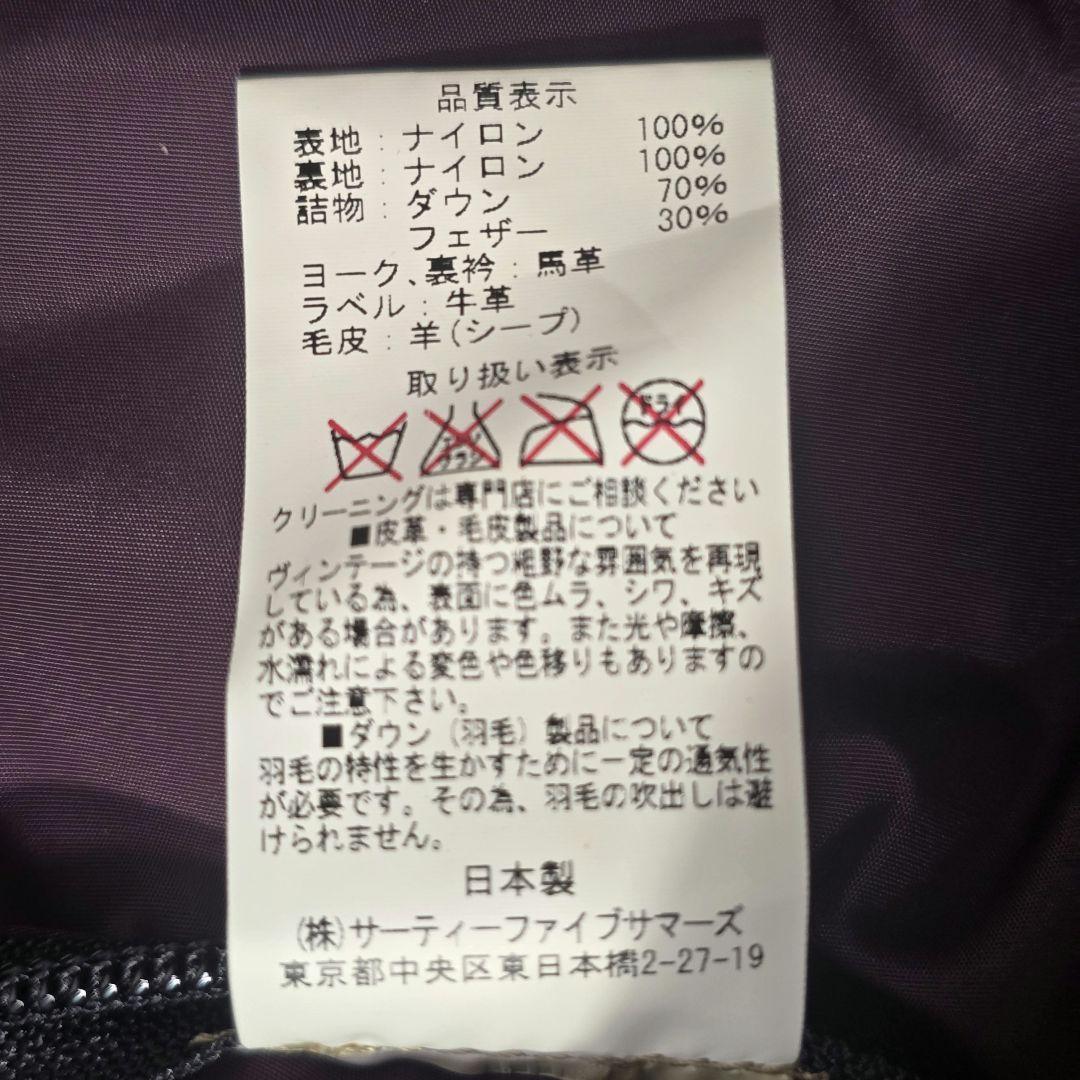 品質表示
表地：ナイロン 100%
裏地：ナイロン 100%
詰物：ダウン 70%
フェザー 30%
ヨーク、裏衿：馬革
ラベル：牛革
毛皮：羊(シープ)
取り扱い表示
エンソ サラシ ドライ
クリーニングは専門店にご相談ください
■皮革・毛皮製品について
ヴィンテージの持つ粗野な雰囲気を再現
している為、表面に色ムラ、シワ、キズ
がある場合があります。また光や摩擦、
水濡れによる変色や色移りもありますの
でご注意下さい。
■ダウン（羽毛）製品について
羽毛の特性を生かすために一定の通気性
が必要です。その為、羽毛の吹出しは避
けられません。
日本製
(株)サーティーファイブサマーズ
東京都中央区東日本橋2-27-19